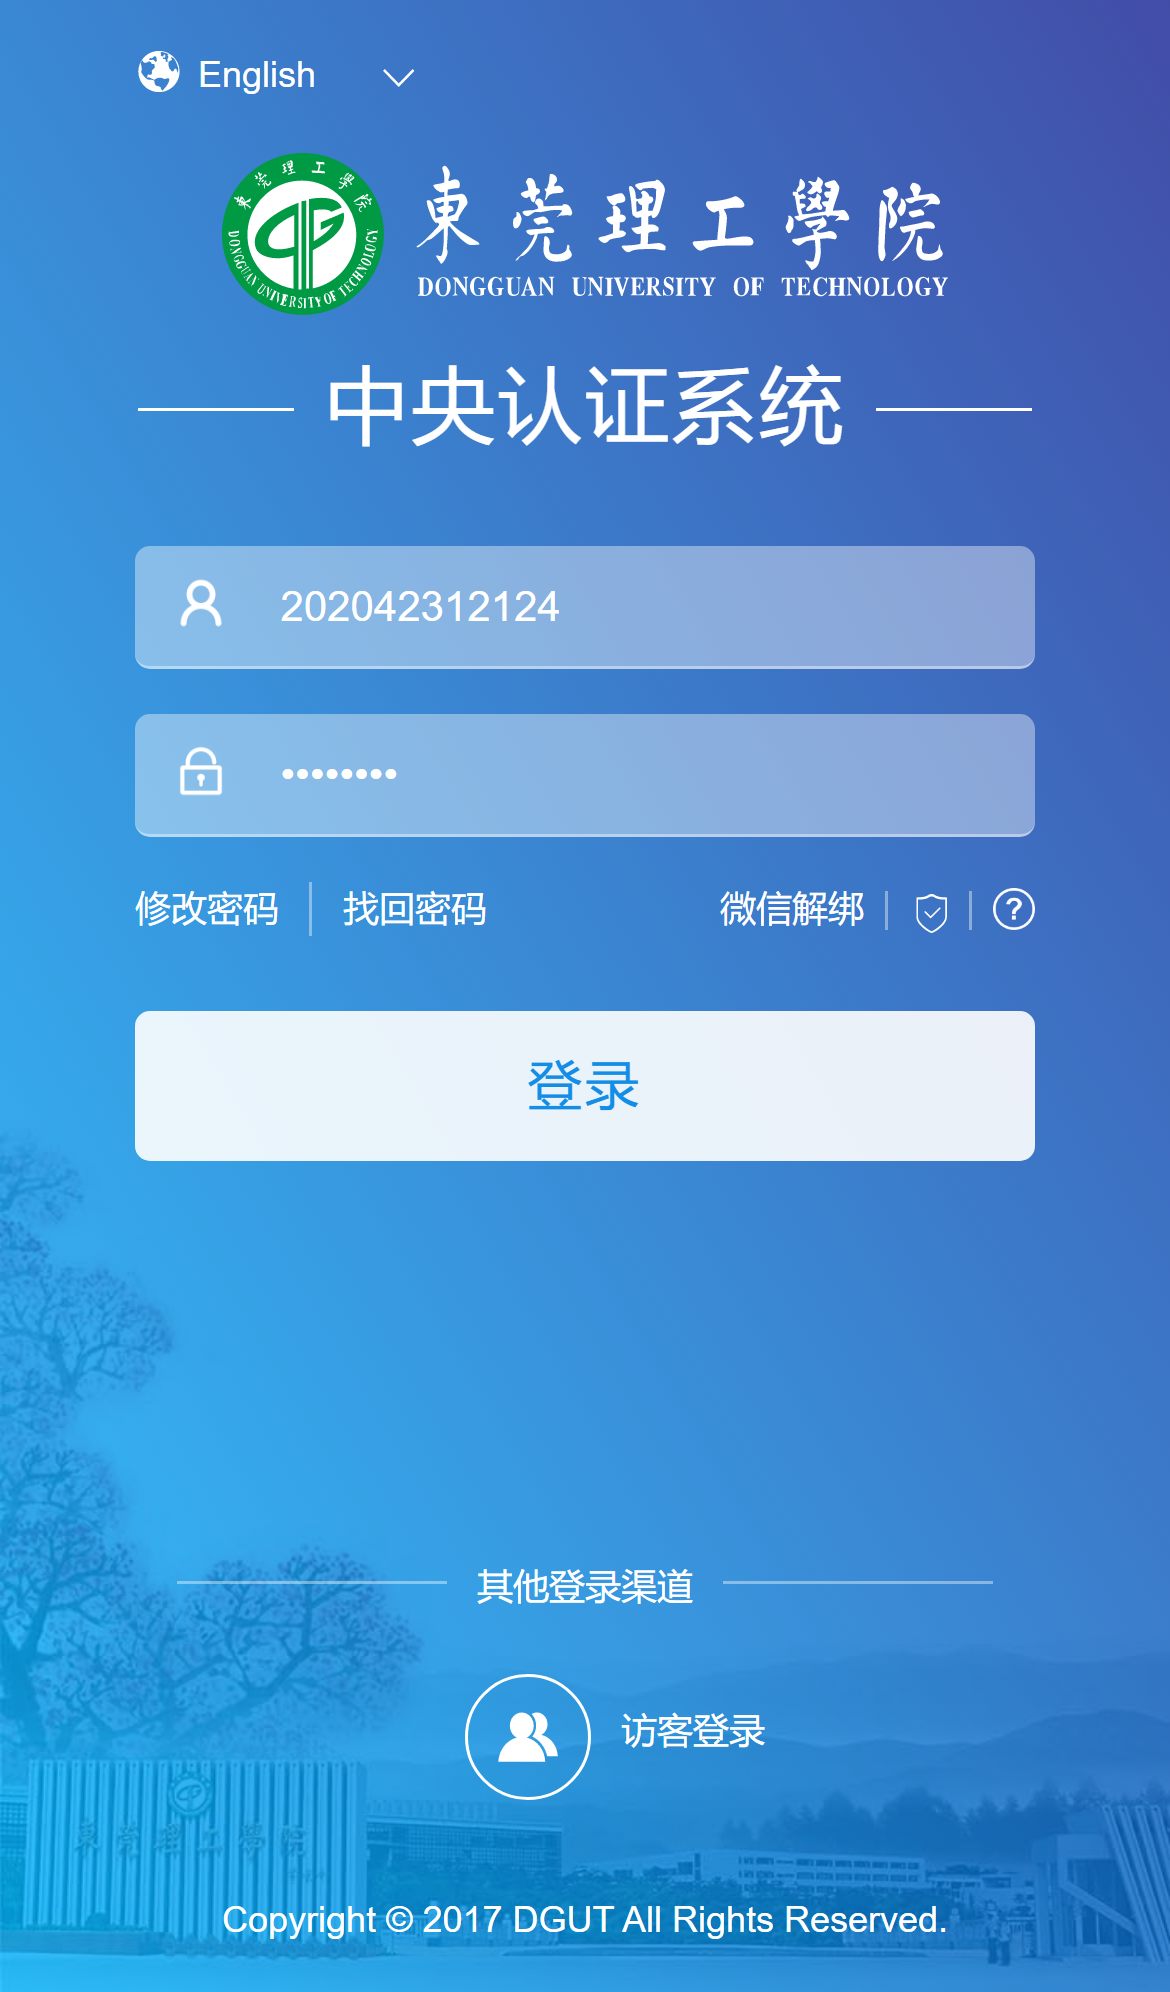 English
東莞理工學院
DONGGUAN UNIVERSITY OF TECHNOLOGY
東莞理工學院
DONGGUAN UNIVERSITY OF TECHNOLOGY
中央认证系统
202042312124
••••••••
修改密码 找回密码 微信解绑 ?
登录
其他登录渠道
访客登录
東莞理工學院
Copyright © 2017 DGUT All Rights Reserved.